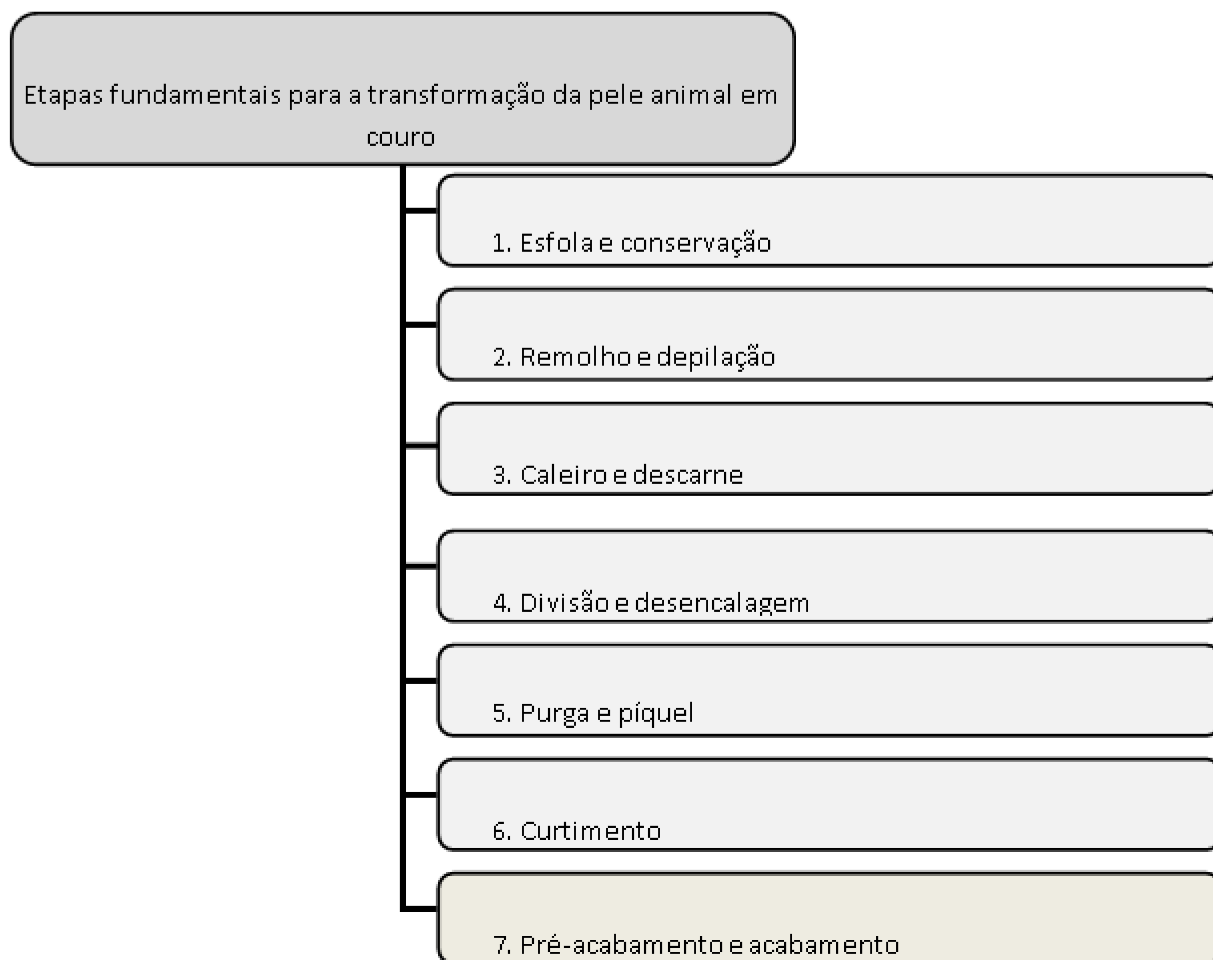 Etapas fundamentais para a transformação da pele animal em
couro
1. Esfola e conservação
2. Remolho e depilação
3. Caleiro e descarne
4. Divisão e desencalagem
5. Purga e píquel
6. Curtimento
7. Pré-acabamento e acabamento